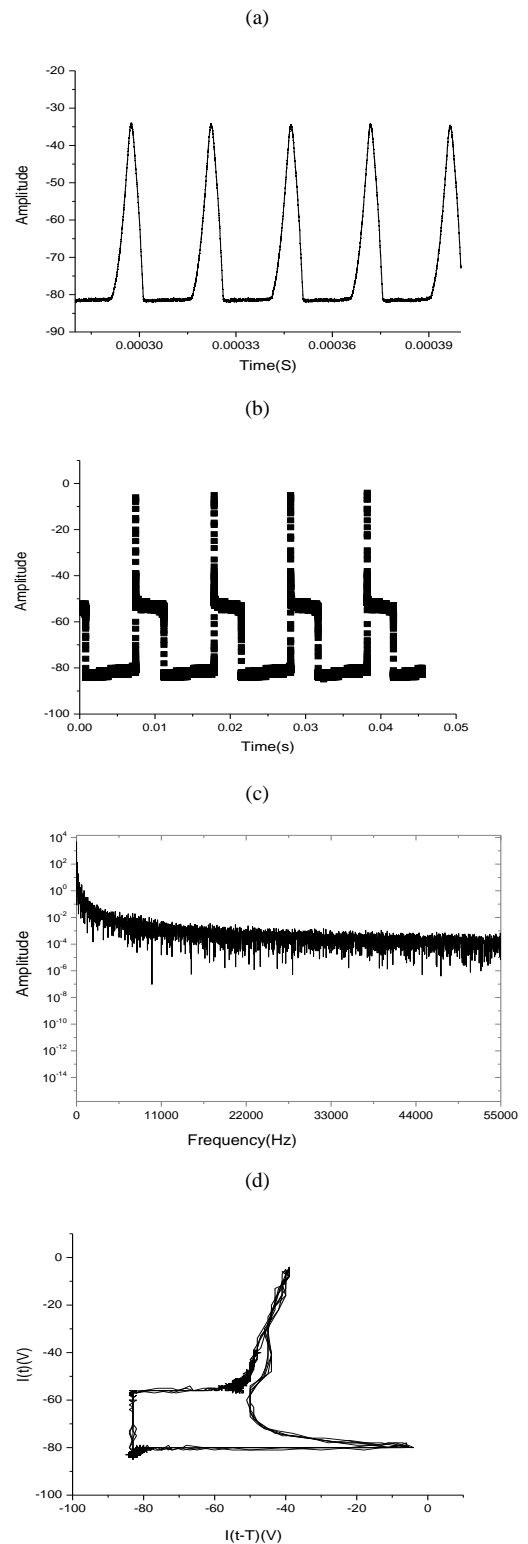 (a)
-20
-30
-40
-50
-60
-70
-80
-90
Amplitude
0.00030 0.00033 0.00036 0.00039
Time(S)
(b)
0
-20
-40
-60
-80
-100
Amplitude
0.00 0.01 0.02 0.03 0.04 0.05
Time(s)
(c)
10^4
10^2
10^0
10^-2
10^-4
10^-6
10^-8
10^-10
10^-12
10^-14
Amplitude
0 11000 22000 33000 44000 55000
Frequency(Hz)
(d)
0
-20
-40
-60
-80
-100
I(t)(V)
-100 -80 -60 -40 -20 0
I(t-T)(V)